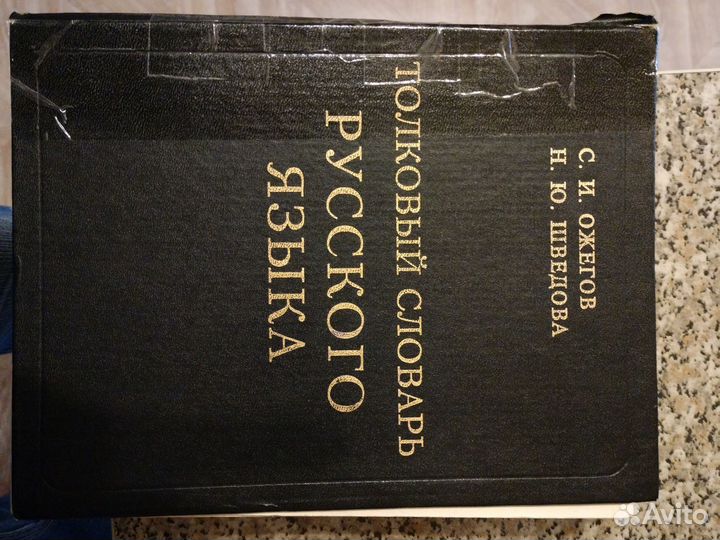 С. И. ОЖЕГОВ
Н. Ю. ШВЕДОВА
ТОЛКОВЫЙ СЛОВАРЬ
РУССКОГО
ЯЗЫКА
Avito